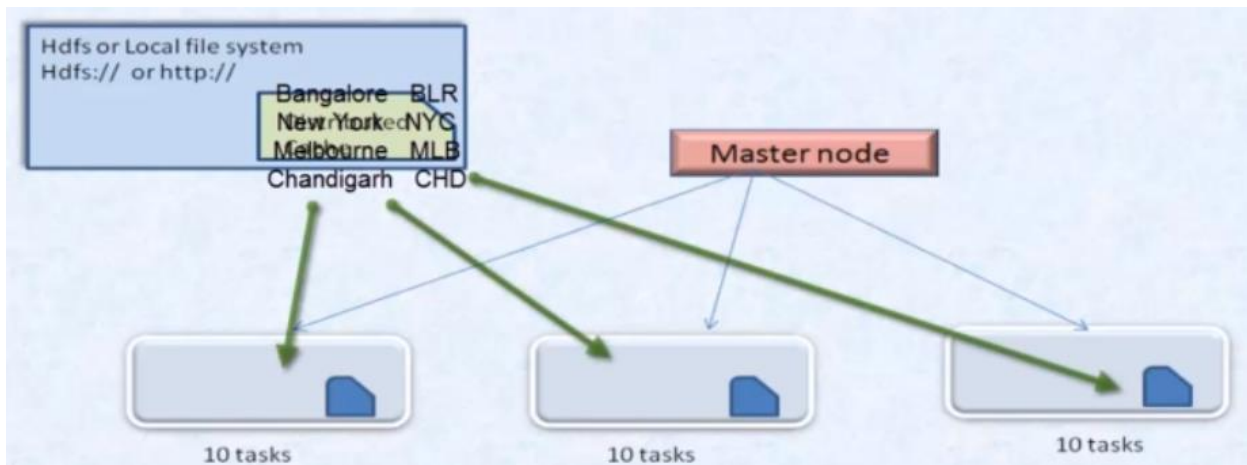 Hdfs or Local file system
Hdfs:// or http://
Bangalore BLR
New York NYC
Melbourne MLB
Chandigarh CHD
Master node
10 tasks
10 tasks
10 tasks